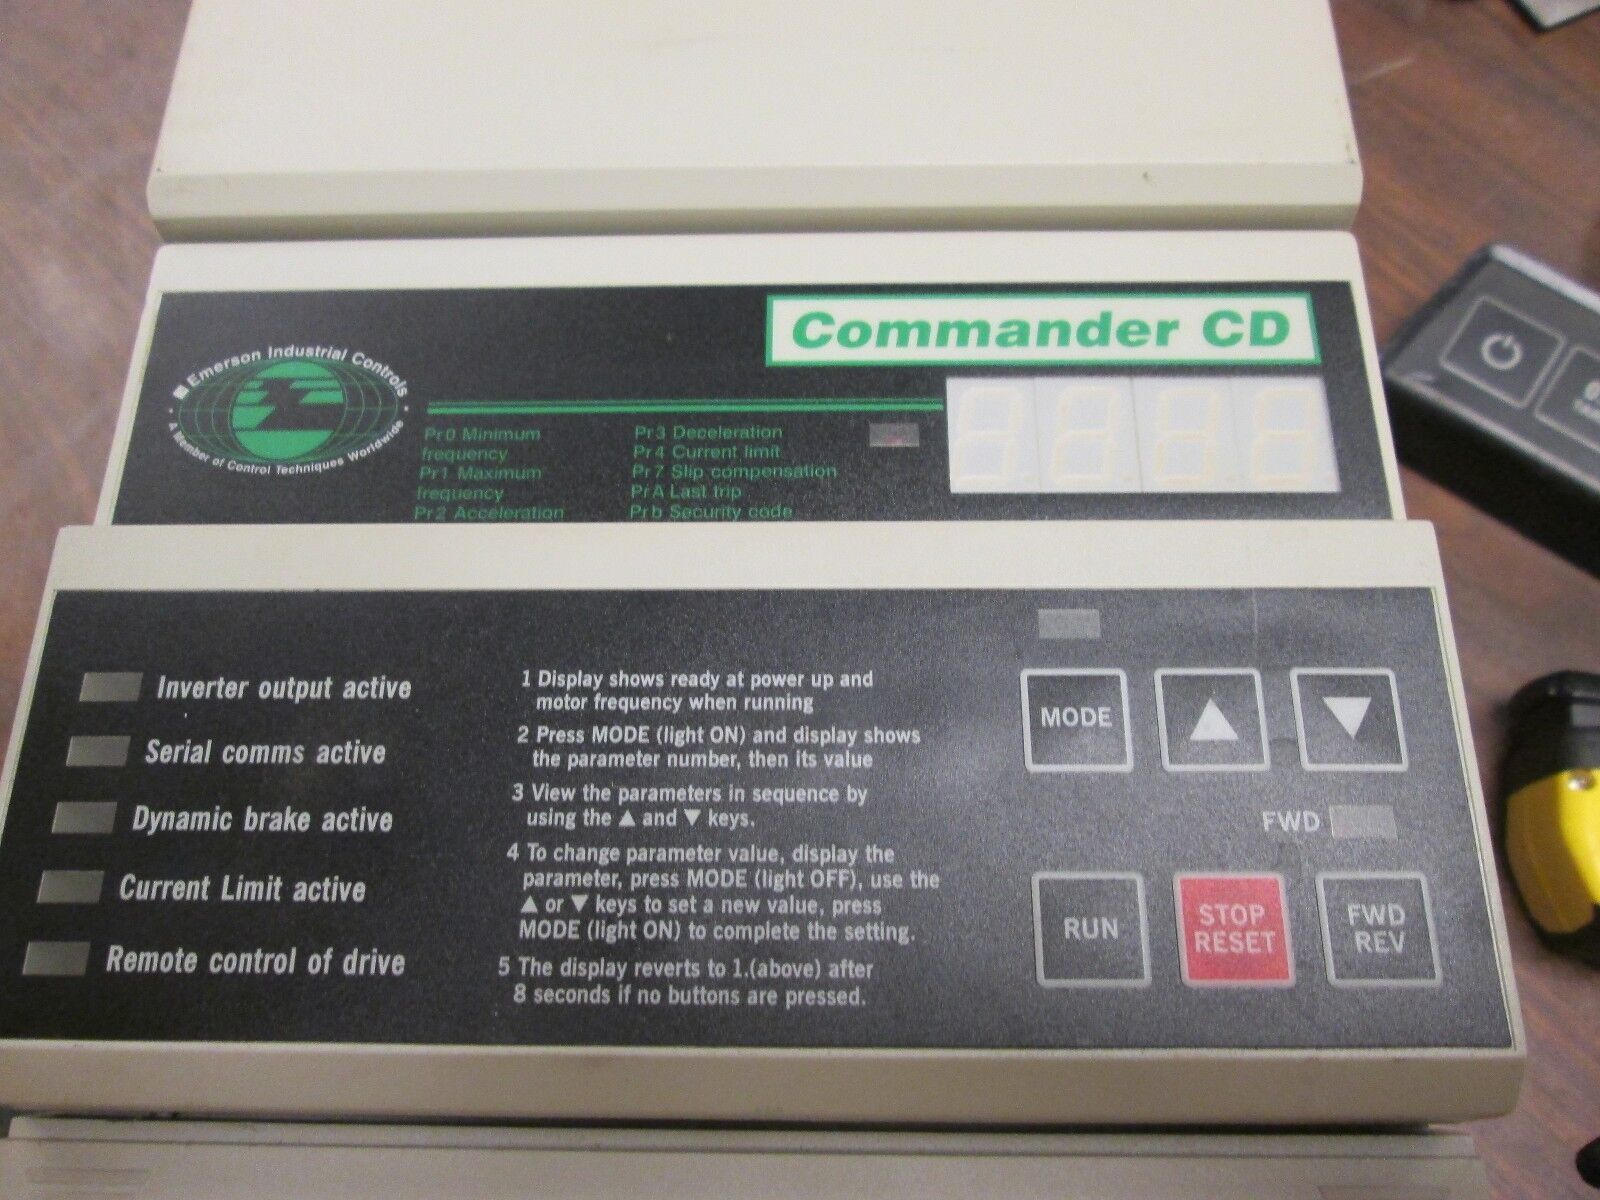 Commander CD
Emerson Industrial Controls
A Member of Control Techniques Worldwide
Pr0 Minimum
frequency
Pr1 Maximum
frequency
Pr2 Acceleration
Pr3 Deceleration
Pr4 Current limit
Pr7 Slip compensation
PrA Last trip
Prb Security code
Inverter output active
Serial comms active
Dynamic brake active
Current Limit active
Remote control of drive
1 Display shows ready at power up and
motor frequency when running
2 Press MODE (light ON) and display shows
the parameter number, then its value
3 View the parameters in sequence by
using the ▲ and ▼ keys.
4 To change parameter value, display the
parameter, press MODE (light OFF), use the
▲ or ▼ keys to set a new value, press
MODE (light ON) to complete the setting.
5 The display reverts to 1.(above) after
8 seconds if no buttons are pressed.
MODE
▲
▼
FWD
RUN
STOP
RESET
FWD
REV